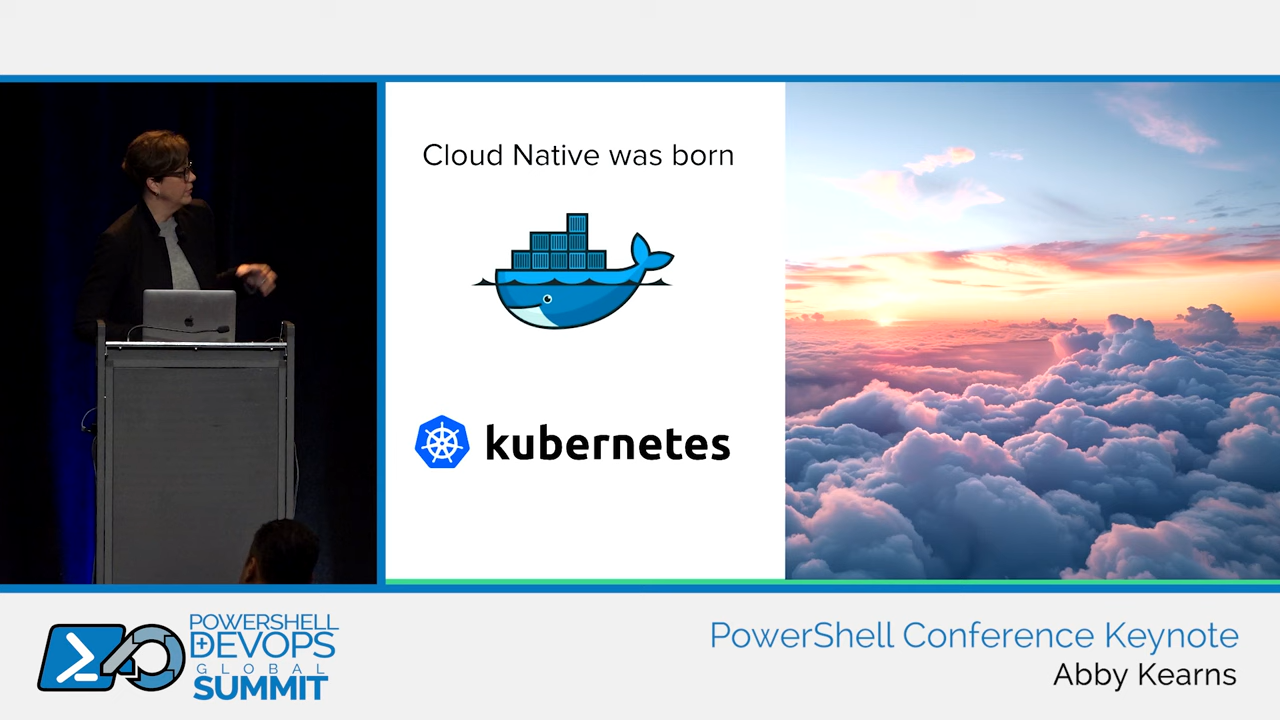 Cloud Native was born
kubernetes
POWERSHELL
+DEVOPS
GLOBAL
SUMMIT
PowerShell Conference Keynote
Abby Kearns